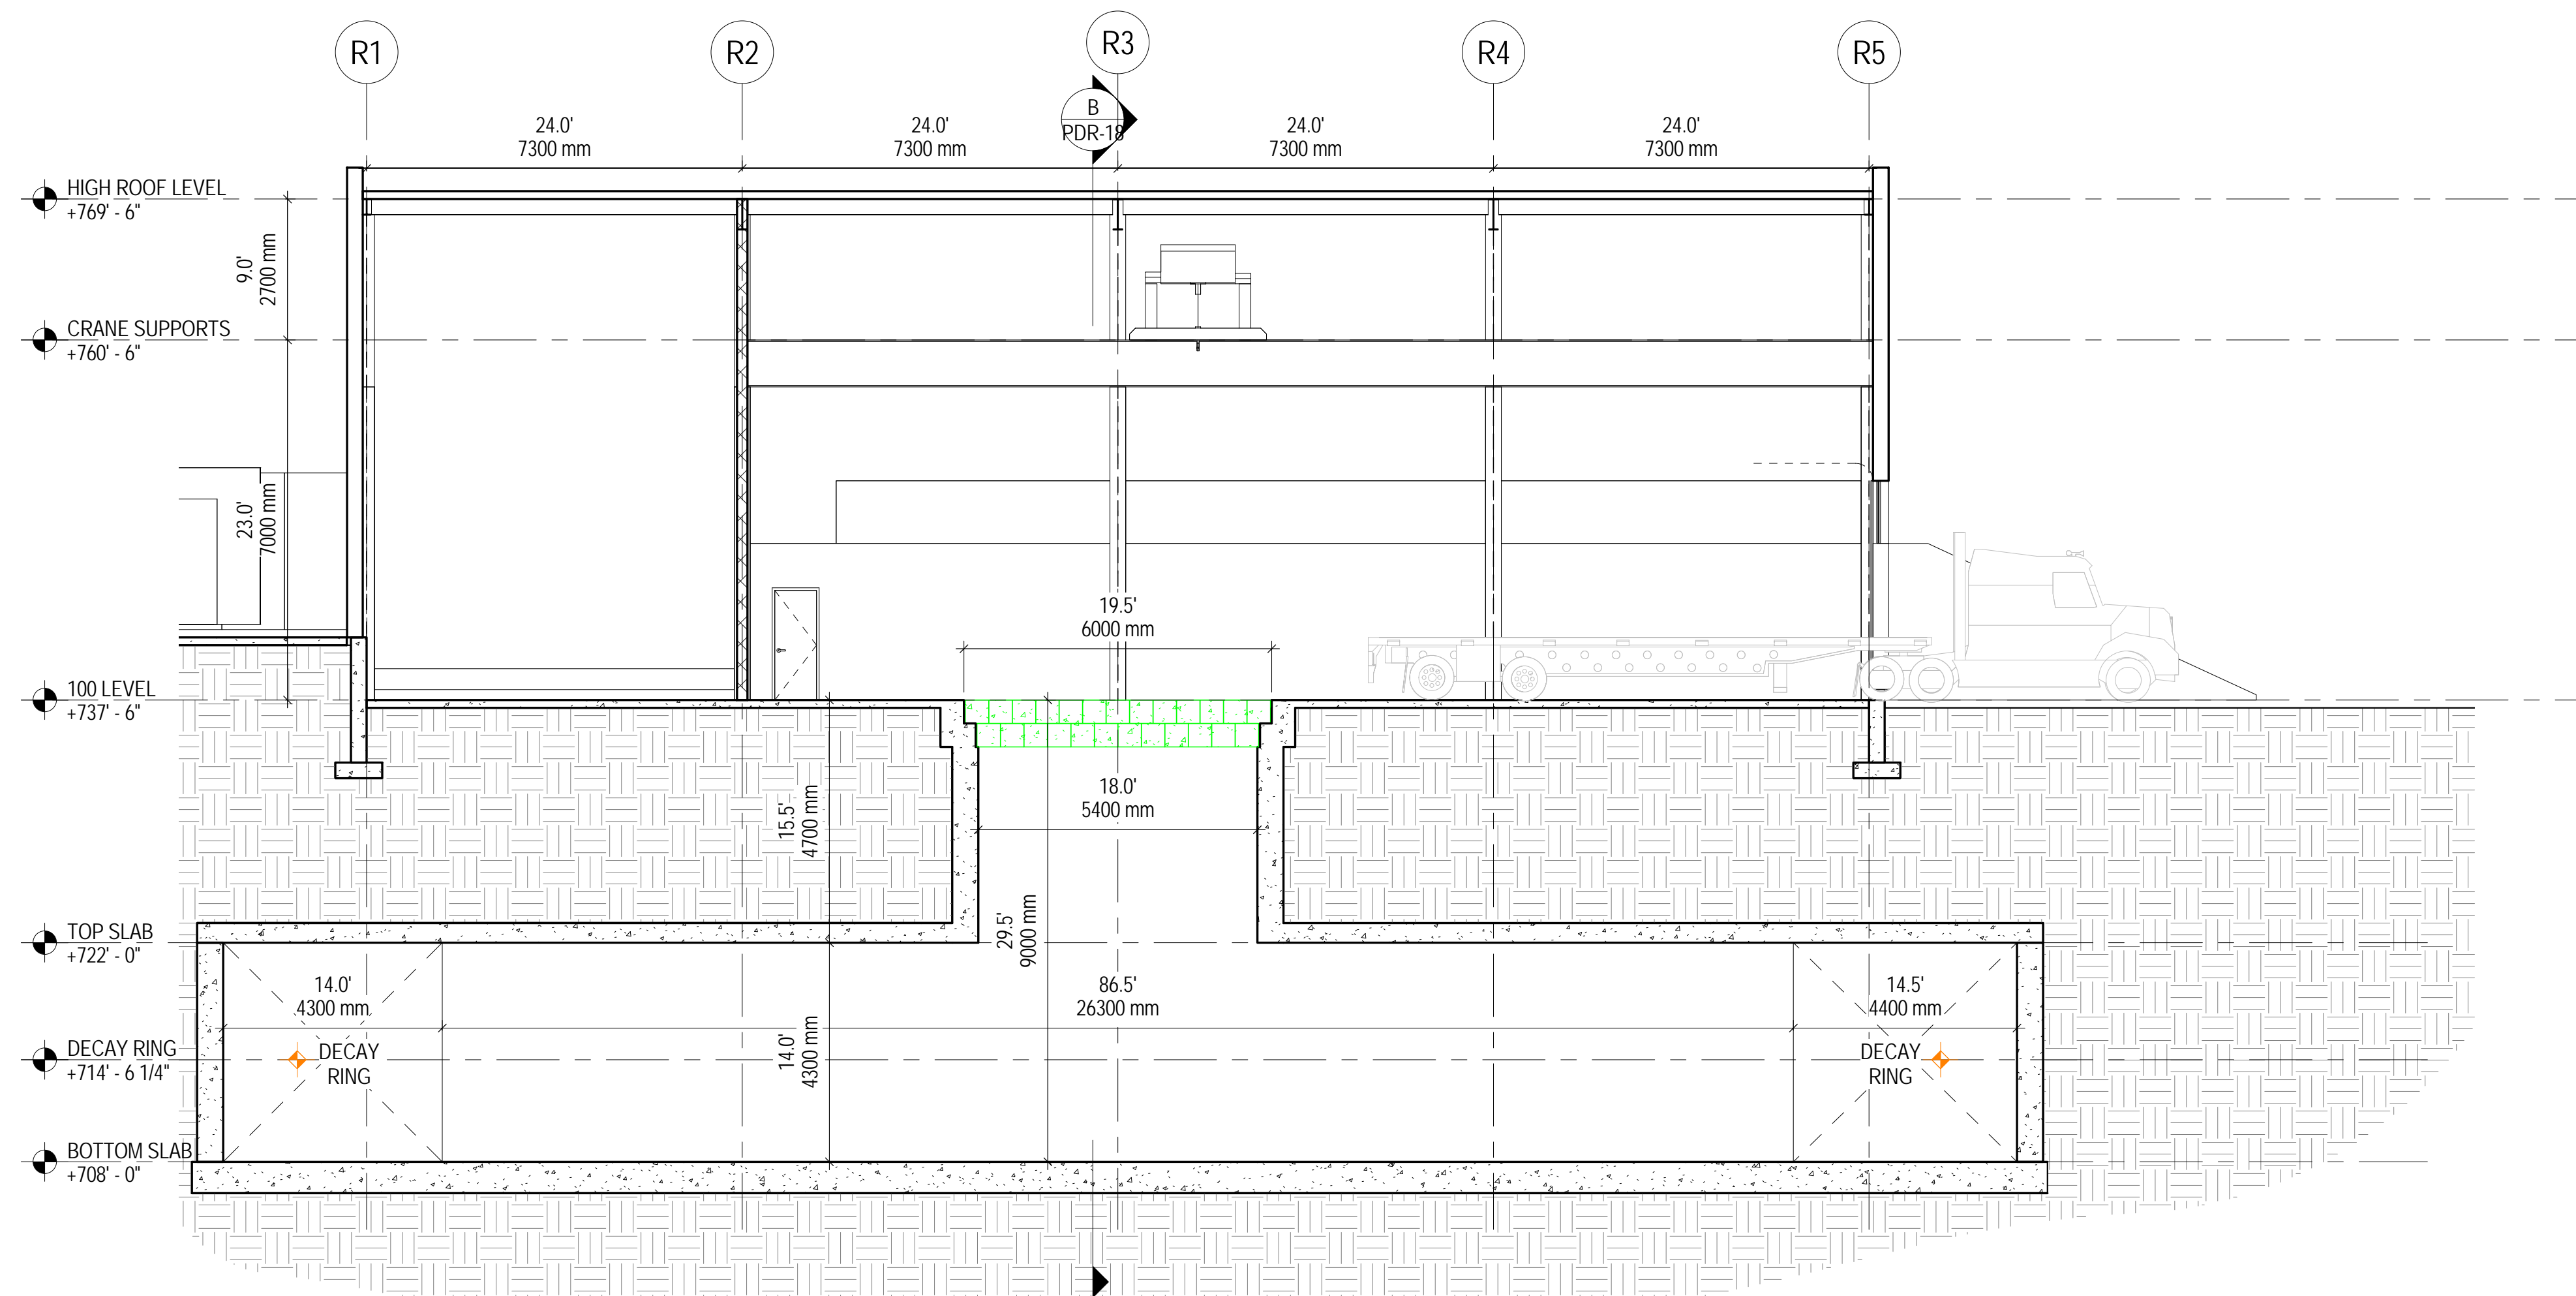 R1
R2
R3
R4
R5
B
PDR-18
24.0'
7300 mm
24.0'
7300 mm
24.0'
7300 mm
24.0'
7300 mm
HIGH ROOF LEVEL
+769' - 6"
9.0'
2700 mm
CRANE SUPPORTS
+760' - 6"
23.0'
7000 mm
19.5'
6000 mm
100 LEVEL
+737' - 6"
18.0'
5400 mm
15.5'
4700 mm
29.5'
9000 mm
TOP SLAB
+722' - 0"
14.0'
4300 mm
86.5'
26300 mm
14.5'
4400 mm
DECAY RING
+714' - 6 1/4"
DECAY
RING
14.0'
4300 mm
DECAY
RING
BOTTOM SLAB
+708' - 0"